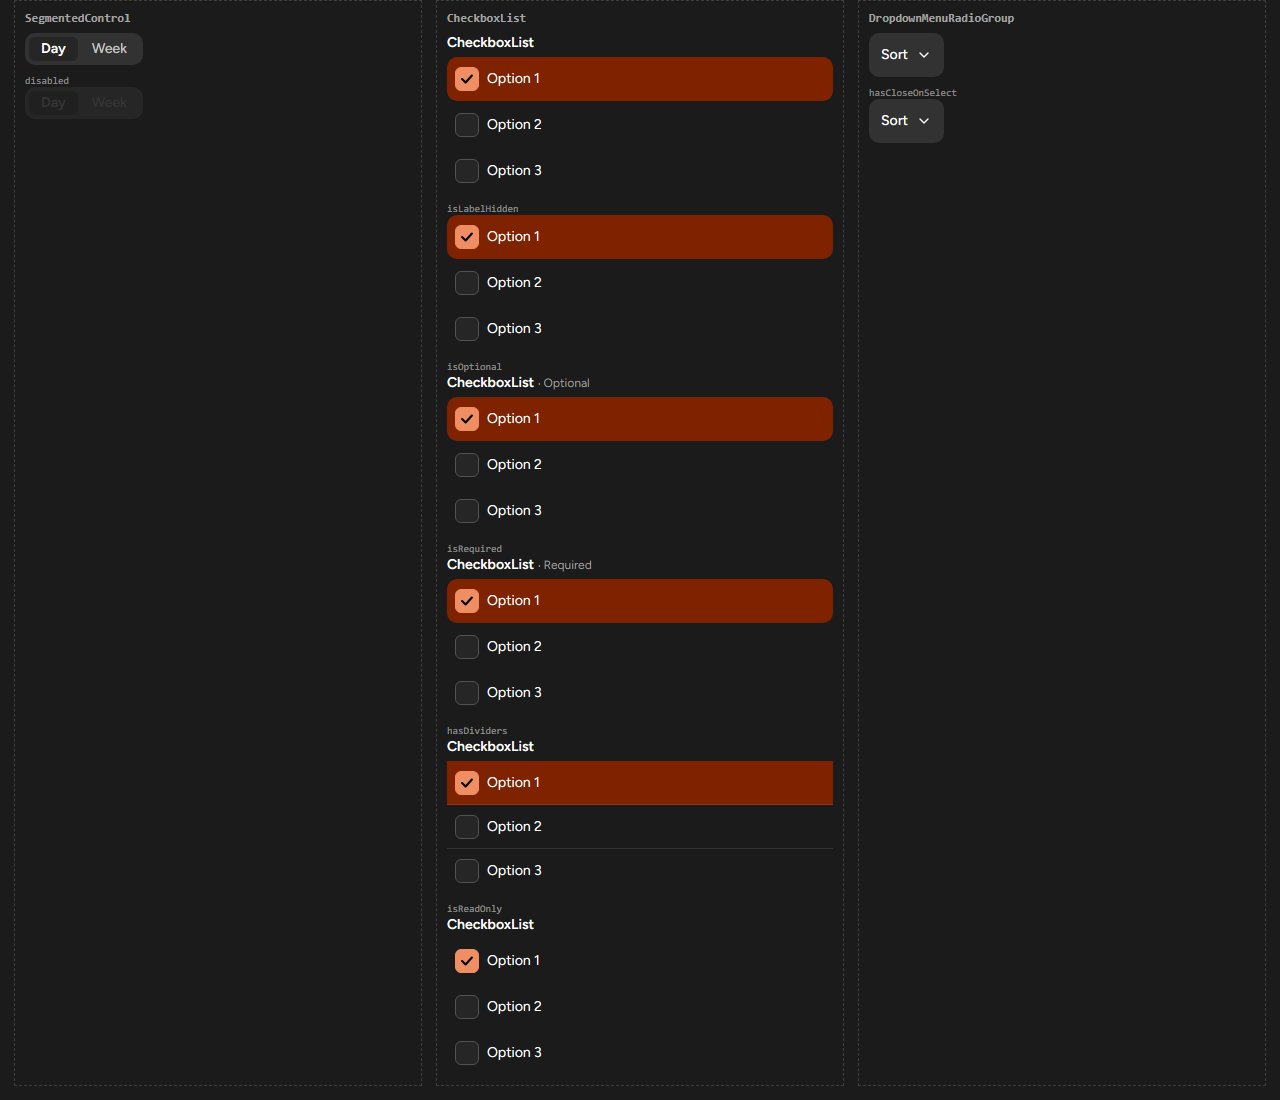 SegmentedControl
Day Week
disabled
Day Week
CheckboxList
CheckboxList
Option 1
Option 2
Option 3
isLabelHidden
Option 1
Option 2
Option 3
isOptional
CheckboxList · Optional
Option 1
Option 2
Option 3
isRequired
CheckboxList · Required
Option 1
Option 2
Option 3
hasDividers
CheckboxList
Option 1
Option 2
Option 3
isReadOnly
CheckboxList
Option 1
Option 2
Option 3
DropdownMenuRadioGroup
Sort
hasCloseOnSelect
Sort